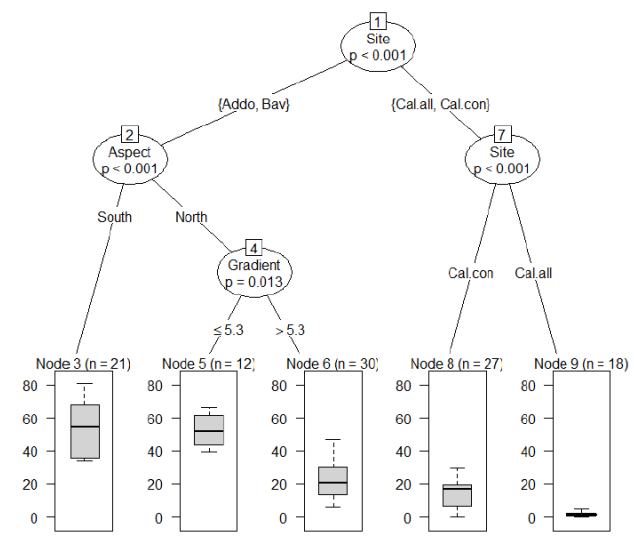 1
Site
p < 0.001
{Addo, Bav}
{Cal.all, Cal.con}
2
Aspect
p < 0.001
7
Site
p < 0.001
South
North
4
Gradient
p = 0.013
Cal.con
Cal.all
≤ 5.3
> 5.3
Node 3 (n = 21)
Node 5 (n = 12)
Node 6 (n = 30)
Node 8 (n = 27)
Node 9 (n = 18)
80
60
40
20
0
80
60
40
20
0
80
60
40
20
0
80
60
40
20
0
80
60
40
20
0